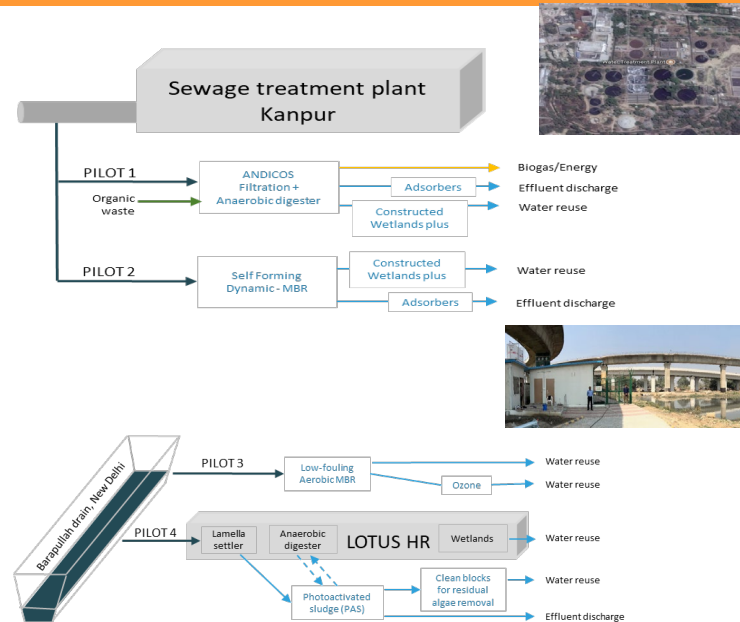 Sewage treatment plant
Kanpur
Water Treatment Plant
PILOT 1
Organic
waste
ANDICOS
Filtration +
Anaerobic digester
Adsorbers
Constructed
Wetlands plus
Biogas/Energy
Effluent discharge
Water reuse
PILOT 2
Self Forming
Dynamic - MBR
Constructed
Wetlands plus
Adsorbers
Water reuse
Effluent discharge
Barapullah drain, New Delhi
PILOT 3
Low-fouling
Aerobic MBR
Ozone
Water reuse
Water reuse
PILOT 4
Lamella
settler
Anaerobic
digester
LOTUS HR
Wetlands
Water reuse
Photoactivated
sludge (PAS)
Clean blocks
for residual
algae removal
Water reuse
Effluent discharge